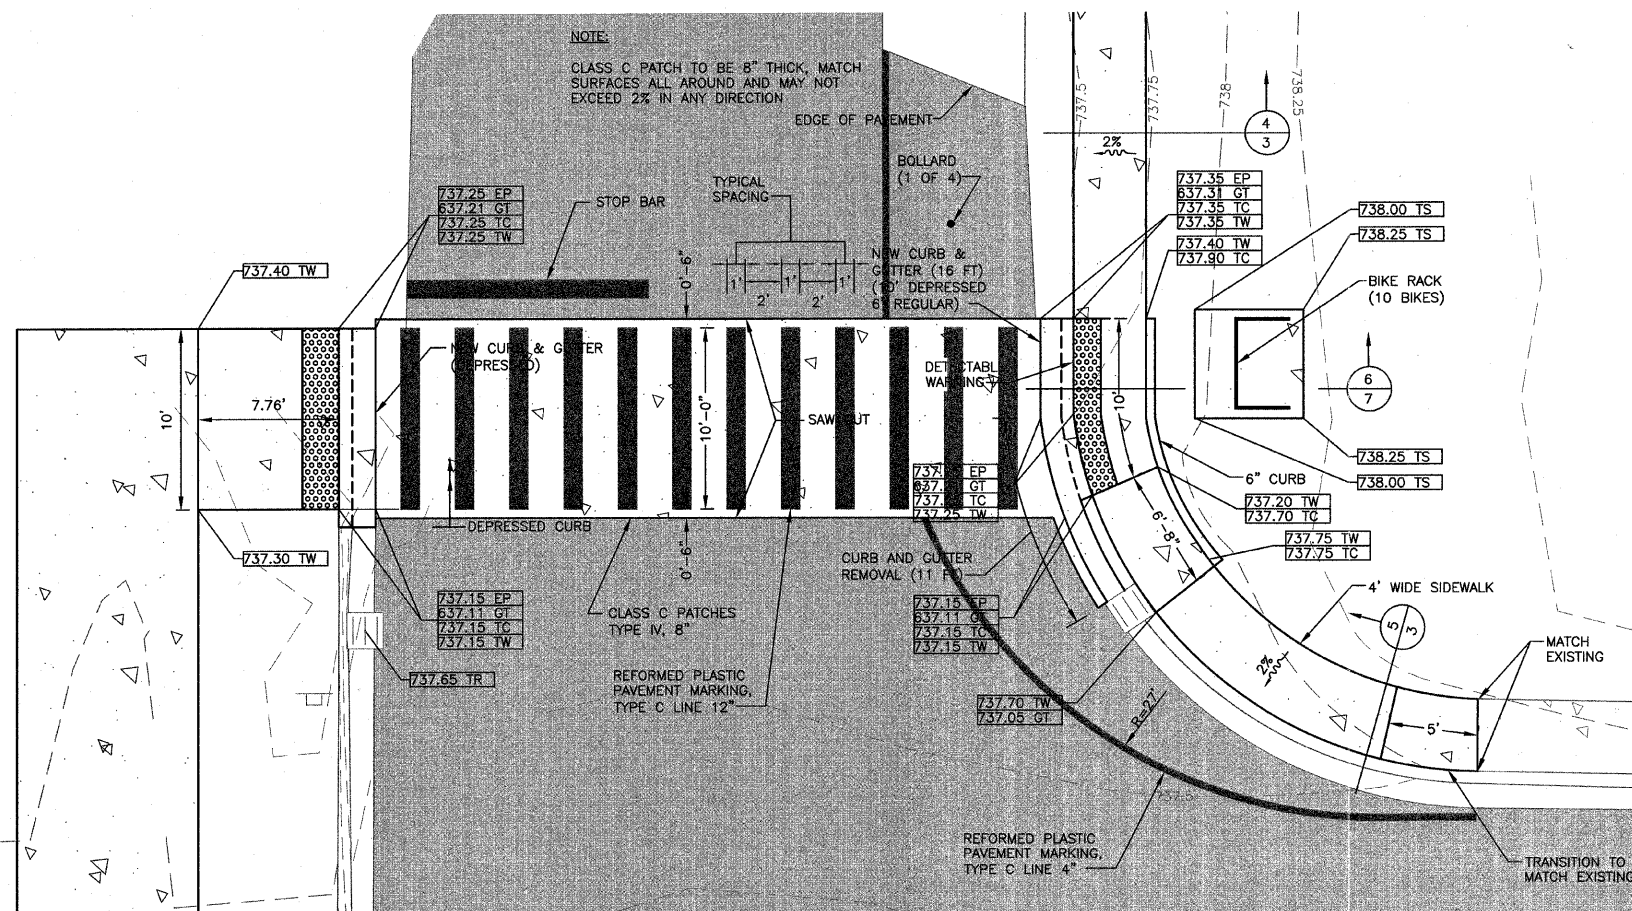 NOTE:
CLASS C PATCH TO BE 8" THICK, MATCH
SURFACES ALL AROUND AND MAY NOT
EXCEED 2% IN ANY DIRECTION
EDGE OF PAVEMENT
BOLLARD
(1 OF 4)
TYPICAL
SPACING
STOP BAR
737.25 EP
637.21 GT
737.25 TC
737.25 TW
737.40 TW
0'-6"
1'
1'
1'
2'
2'
NEW CURB &
GUTTER (16 FT)
(10' DEPRESSED
6' REGULAR)
737.5
737.75
738
738.25
2%
4
3
737.35 EP
637.31 GT
737.35 TC
737.35 TW
737.40 TW
737.90 TC
738.00 TS
738.25 TS
BIKE RACK
(10 BIKES)
6
7
NEW CURB & GUTTER
(DEPRESSED)
DETECTABL
WARNING
10'
7.76'
10'-0"
SAW CUT
10'
738.25 TS
738.00 TS
6" CURB
737.20 TW
737.70 TC
EP
GT
TC
737.25 TW
DEPRESSED CURB
6'-8"
737.75 TW
737.75 TC
737.30 TW
0'-6"
CURB AND GUTTER
REMOVAL (11 FT)
4' WIDE SIDEWALK
737.15 EP
637.11 GT
737.15 TC
737.15 TW
CLASS C PATCHES
TYPE IV, 8"
737.15 EP
637.11 GT
737.15 TC
737.15 TW
5
3
MATCH
EXISTING
2%
737.65 TR
REFORMED PLASTIC
PAVEMENT MARKING,
TYPE C LINE 12"
737.70 TW
737.05 GT
R=27'
5'
737.5
REFORMED PLASTIC
PAVEMENT MARKING,
TYPE C LINE 4"
TRANSITION TO
MATCH EXISTING